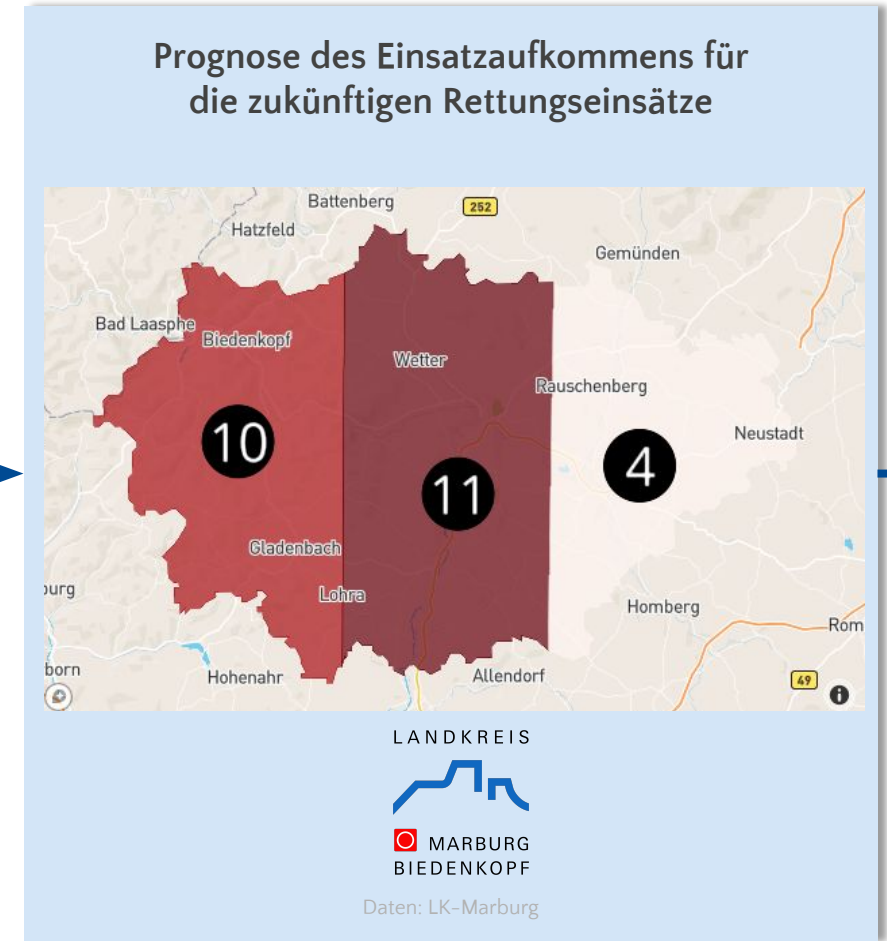 Prognose des Einsatzaufkommens für
die zukünftigen Rettungseinsätze
Battenberg
252
Hatzfeld
Gemünden
Bad Laasphe
Biedenkopf
Wetter
Rauschenberg
Neustadt
10
4
11
Gladenbach
Lohra
burg
Homberg
Rom
born
Hohenahr
Allendorf
49
LANDKREIS
MARBURG
BIEDENKOPF
Daten: LK-Marburg